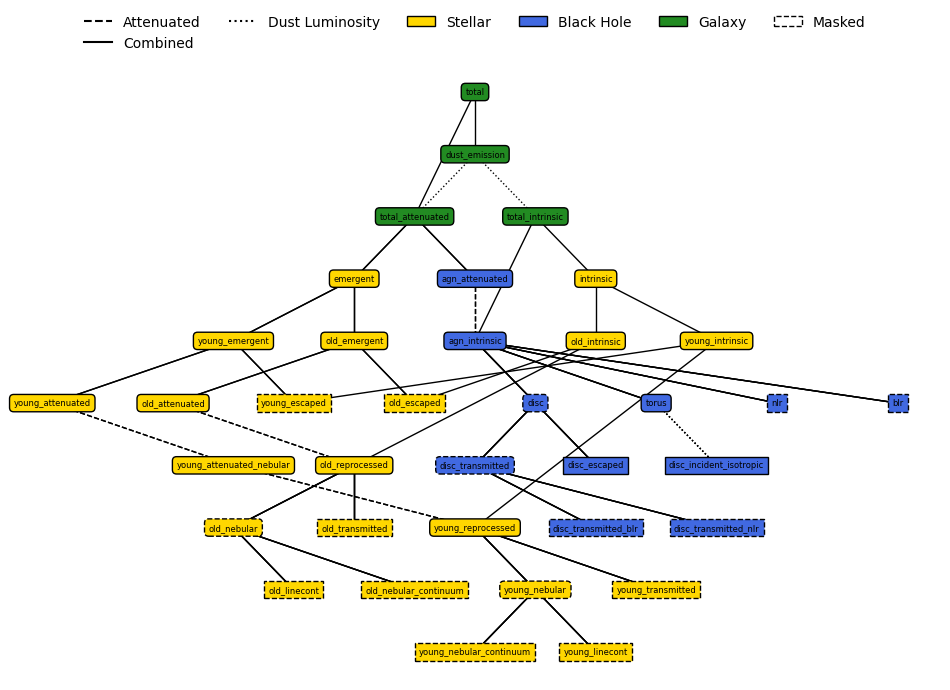 Attenuated Dust Luminosity Stellar Black Hole Galaxy Masked
Combined
total
dust_emission
total_attenuated total_intrinsic
emergent agn_attenuated intrinsic
young_emergent old_emergent agn_intrinsic old_intrinsic young_intrinsic
young_attenuated old_attenuated young_escaped old_escaped disc torus nlr blr
young_attenuated_nebular old_reprocessed disc_transmitted disc_escaped disc_incident_isotropic
old_nebular old_transmitted young_reprocessed disc_transmitted_blr disc_transmitted_nlr
old_linecont old_nebular_continuum young_nebular young_transmitted
young_nebular_continuum young_linecont